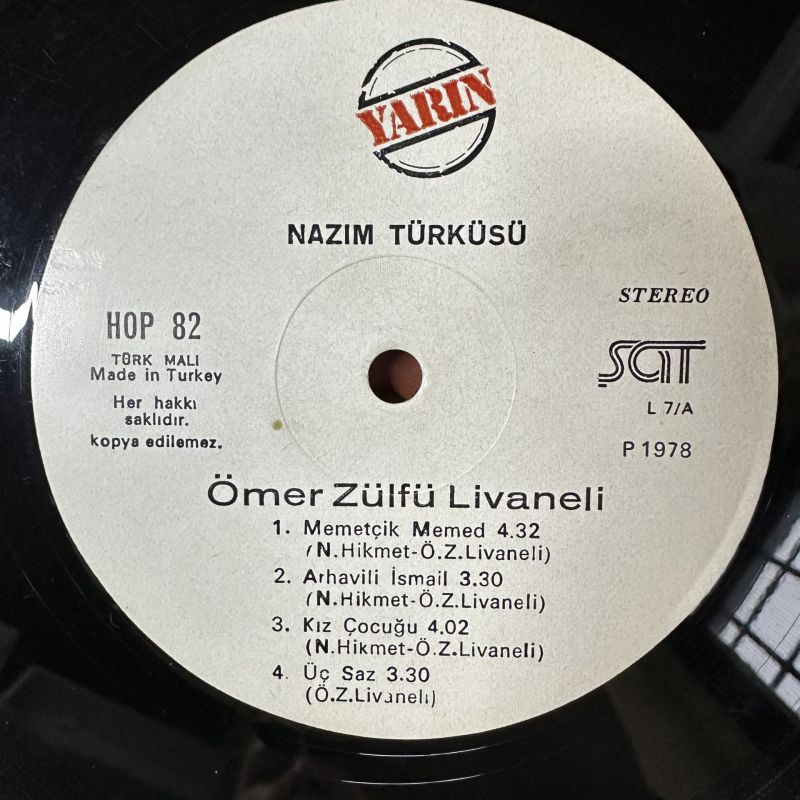 YARIN
NAZIM TÜRKÜSÜ
STEREO
HOP 82
TÜRK MALI
Made in Turkey
Her hakkı
saklıdır.
kopya edilemez.
SAT
L 7/A
P 1978
Ömer Zülfü Livaneli
1. Memetçik Memed 4.32
(N.Hikmet-Ö.Z.Livaneli)
2. Arhavili İsmail 3.30
(N.Hikmet-Ö.Z.Livaneli)
3. Kız Çocuğu 4.02
(N.Hikmet-Ö.Z.Livaneli)
4. Üç Saz 3.30
(Ö.Z.Livaneli)